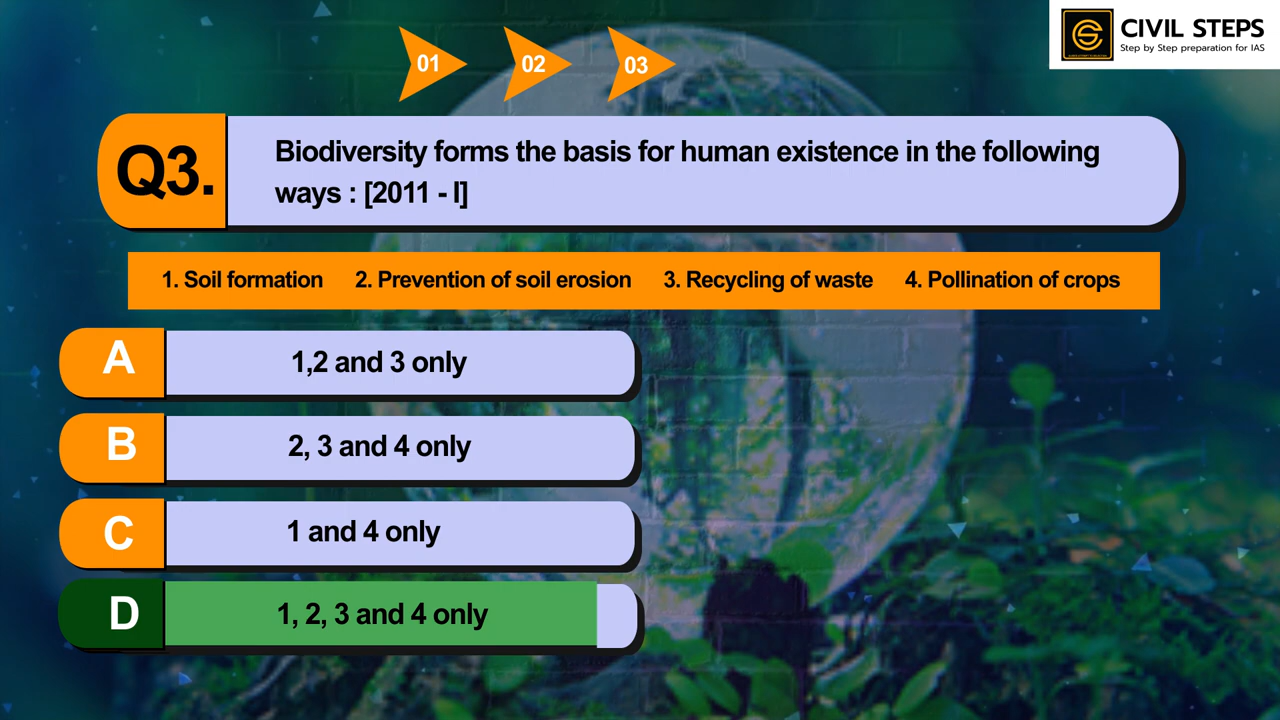 CIVIL STEPS
Step by Step preparation for IAS
01 02 03
Q3.
Biodiversity forms the basis for human existence in the following
ways : [2011 - I]
1. Soil formation 2. Prevention of soil erosion 3. Recycling of waste 4. Pollination of crops
A 1,2 and 3 only
B 2, 3 and 4 only
C 1 and 4 only
D 1, 2, 3 and 4 only